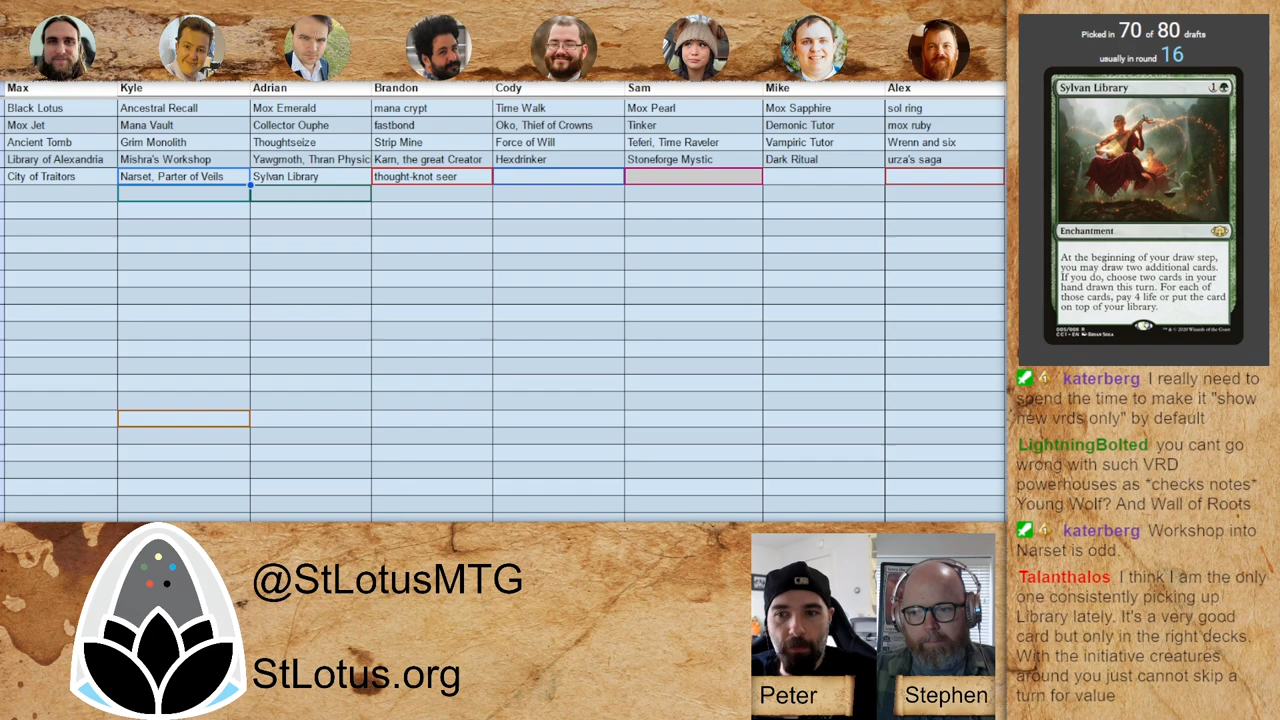 Max Kyle Adrian Brandon Cody Sam Mike Alex
Black Lotus Ancestral Recall Mox Emerald mana crypt Time Walk Mox Pearl Mox Sapphire sol ring
Mox Jet Mana Vault Collector Ouphe fastbond Oko, Thief of Crowns Tinker Demonic Tutor mox ruby
Ancient Tomb Grim Monolith Thoughtseize Strip Mine Force of Will Teferi, Time Raveler Vampiric Tutor Wrenn and six
Library of Alexandria Mishra's Workshop Yawgmoth, Thran Physic Karn, the great Creator Hexdrinker Stoneforge Mystic Dark Ritual urza's saga
City of Traitors Narset, Parter of Veils Sylvan Library thought-knot seer
Picked in 70 of 80 drafts
usually in round 16
Sylvan Library 1
Enchantment
At the beginning of your draw step,
you may draw two additional cards.
If you do, choose two cards in your
hand drawn this turn. For each of
those cards, pay 4 life or put the card
on top of your library.
katerberg I really need to
spend the time to make it "show
new vrds only" by default
LightningBolted you cant go
wrong with such VRD
powerhouses as *checks notes*
Young Wolf? And Wall of Roots
katerberg Workshop into
Narset is odd.
Talanthalos I think I am the only
one consistently picking up
Library lately. It's a very good
card but only in the right decks.
With the initiative creatures
around you just cannot skip a
turn for value
@StLotusMTG
StLotus.org
Peter
Stephen